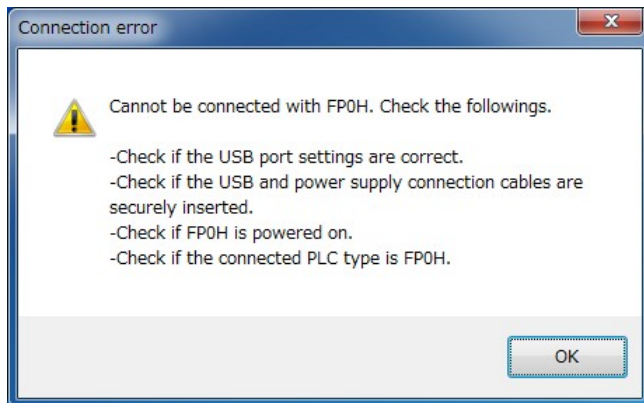 Connection error
Cannot be connected with FP0H. Check the followings.
-Check if the USB port settings are correct.
-Check if the USB and power supply connection cables are
securely inserted.
-Check if FP0H is powered on.
-Check if the connected PLC type is FP0H.
OK